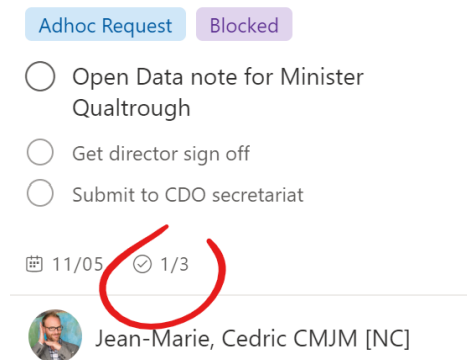 Adhoc Request Blocked
Open Data note for Minister
Qualtrough
Get director sign off
Submit to CDO secretariat
11/05 1/3
Jean-Marie, Cedric CMJM [NC]